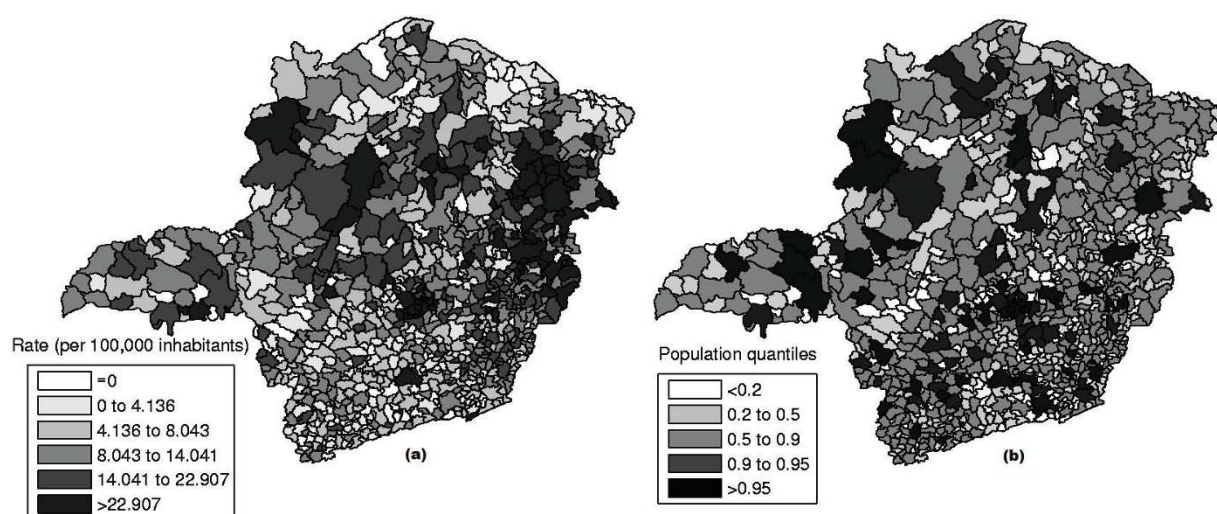 Rate (per 100,000 inhabitants)
=0
0 to 4.136
4.136 to 8.043
8.043 to 14.041
14.041 to 22.907
>22.907
(a)
Population quantiles
<0.2
0.2 to 0.5
0.5 to 0.9
0.9 to 0.95
>0.95
(b)